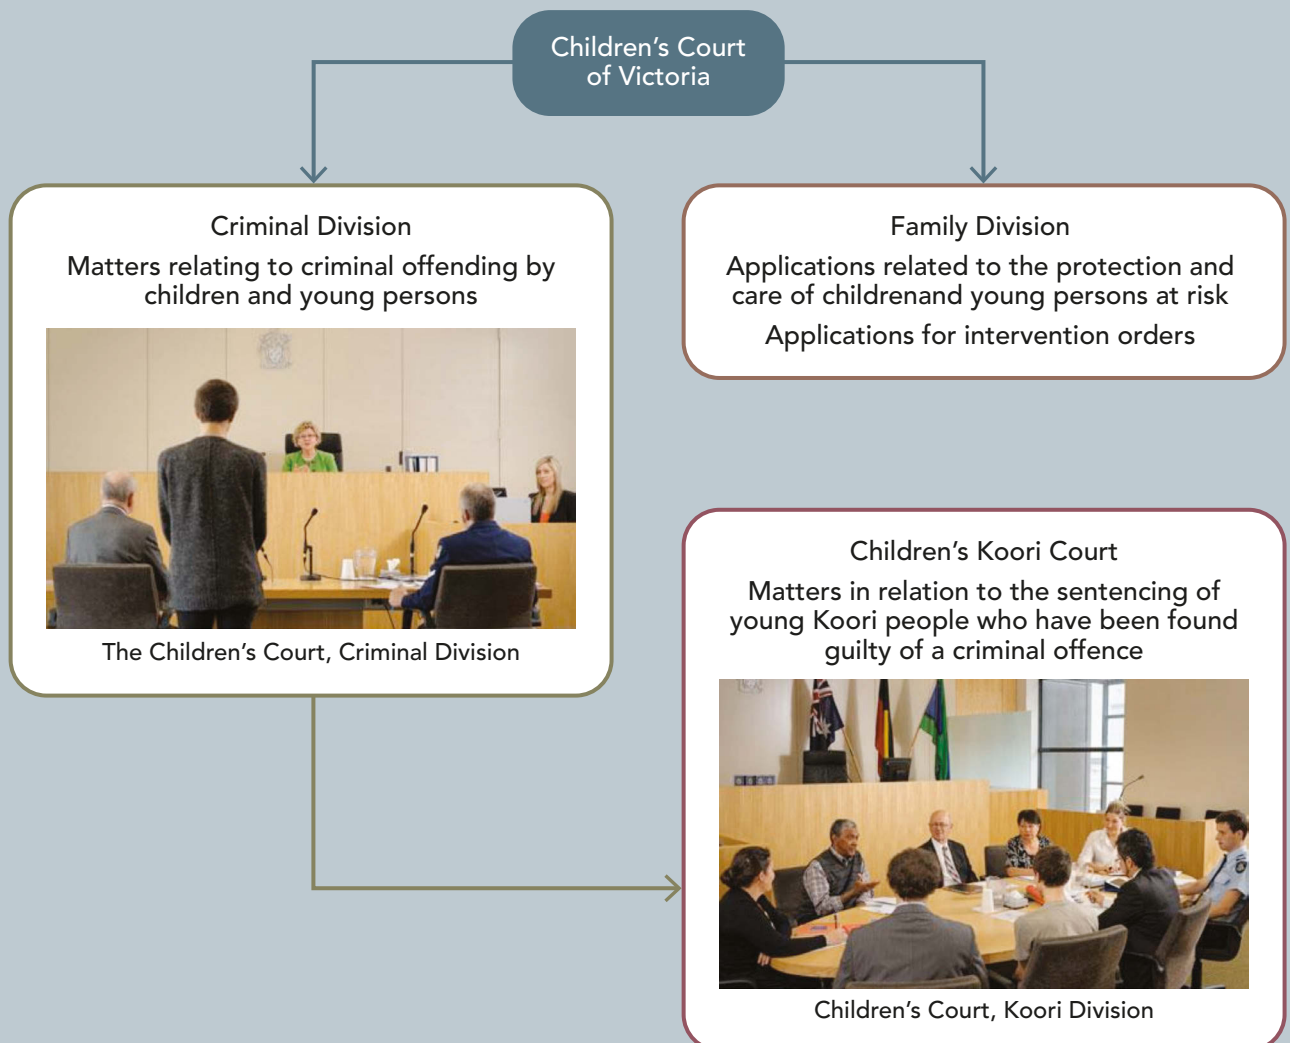 Children’s Court
of Victoria
Criminal Division
Matters relating to criminal offending by
children and young persons
The Children’s Court, Criminal Division
Family Division
Applications related to the protection and
care of childrenand young persons at risk
Applications for intervention orders
Children’s Koori Court
Matters in relation to the sentencing of
young Koori people who have been found
guilty of a criminal offence
Children’s Court, Koori Division